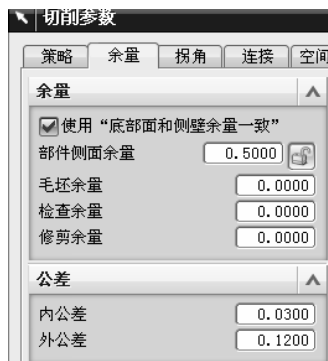 切削参数
策略 余量 拐角 连接 空间
余量
使用“底部面和侧壁余量一致”
部件侧面余量 0.5000
毛坯余量 0.0000
检查余量 0.0000
修剪余量 0.0000
公差
内公差 0.0300
外公差 0.1200